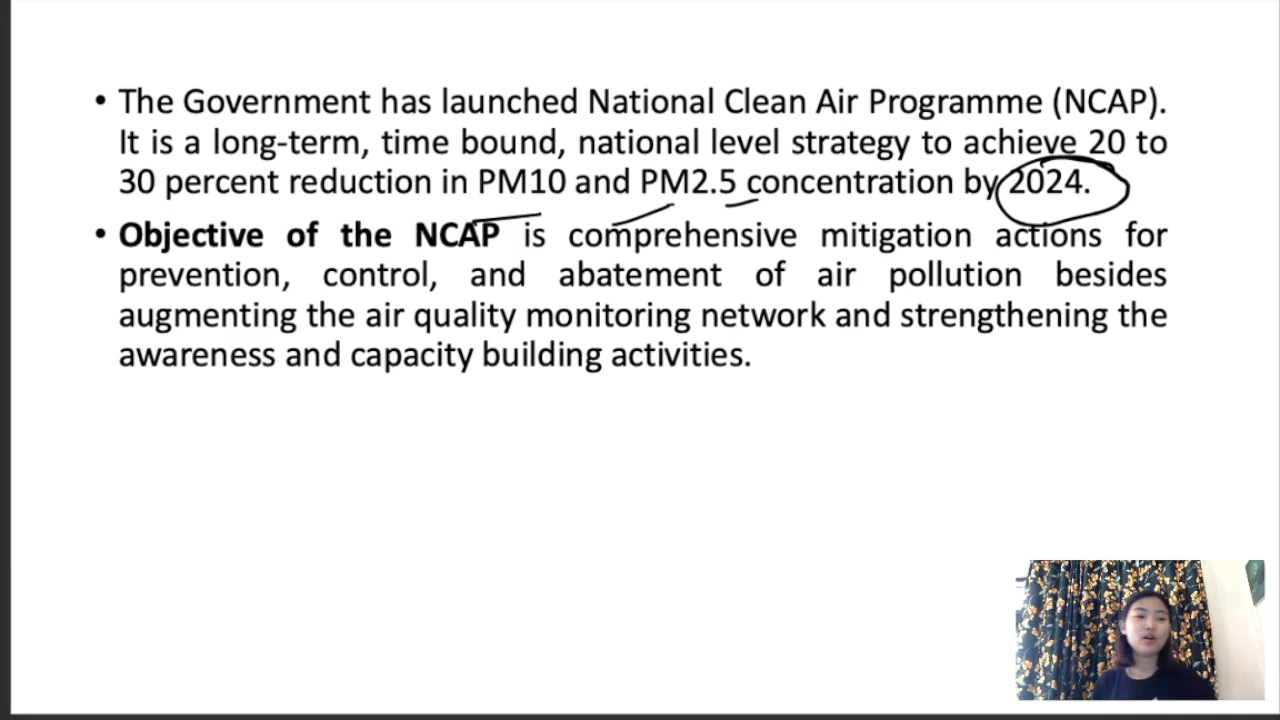 • The Government has launched National Clean Air Programme (NCAP).
It is a long-term, time bound, national level strategy to achieve 20 to
30 percent reduction in PM10 and PM2.5 concentration by 2024.
• Objective of the NCAP is comprehensive mitigation actions for
prevention, control, and abatement of air pollution besides
augmenting the air quality monitoring network and strengthening the
awareness and capacity building activities.